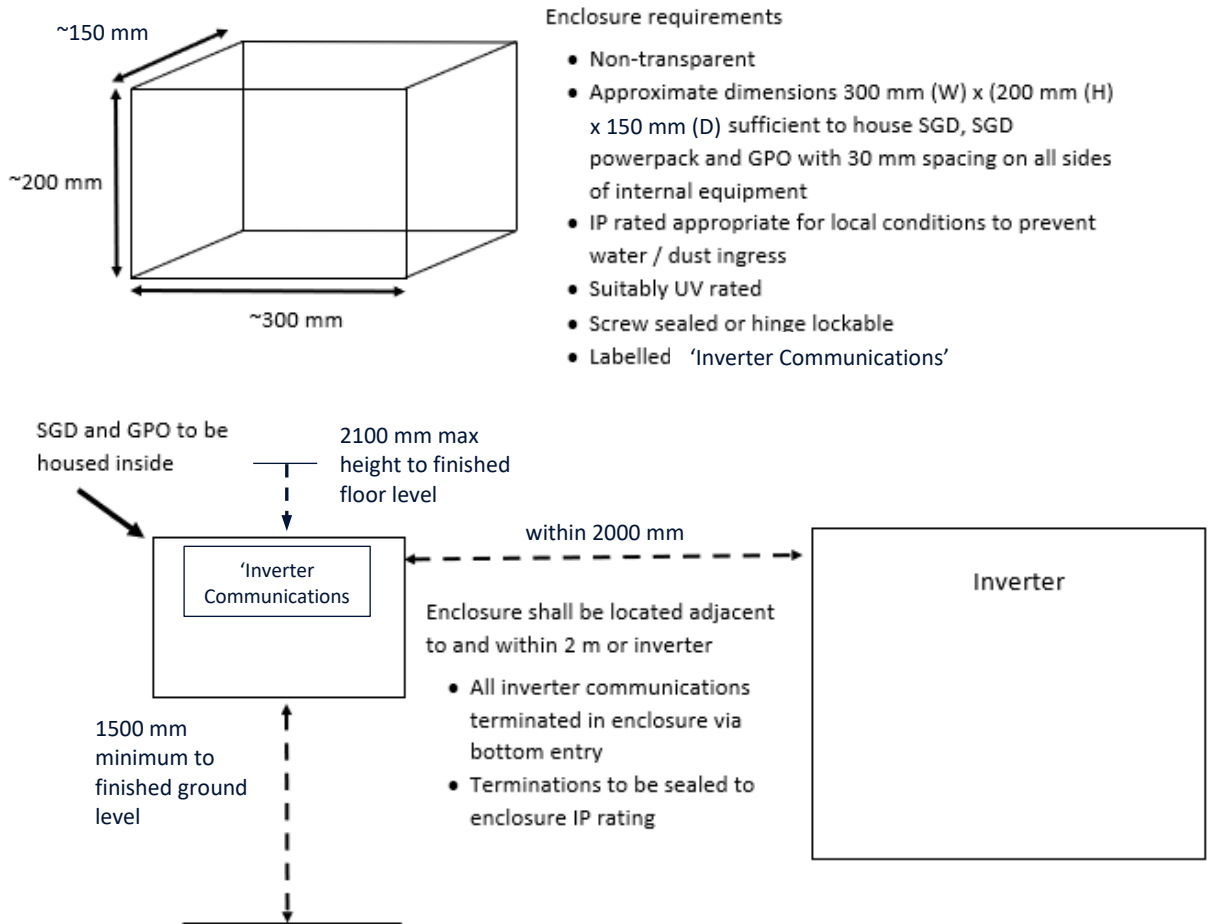 ~150 mm
~200 mm
~300 mm
Enclosure requirements
• Non-transparent
• Approximate dimensions 300 mm (W) x (200 mm (H)
x 150 mm (D) sufficient to house SGD, SGD
powerpack and GPO with 30 mm spacing on all sides
of internal equipment
• IP rated appropriate for local conditions to prevent
water / dust ingress
• Suitably UV rated
• Screw sealed or hinge lockable
• Labelled ‘Inverter Communications’
SGD and GPO to be
housed inside
2100 mm max
height to finished
floor level
within 2000 mm
‘Inverter
Communications
Inverter
Enclosure shall be located adjacent
to and within 2 m or inverter
• All inverter communications
terminated in enclosure via
bottom entry
• Terminations to be sealed to
enclosure IP rating
1500 mm
minimum to
finished ground
level